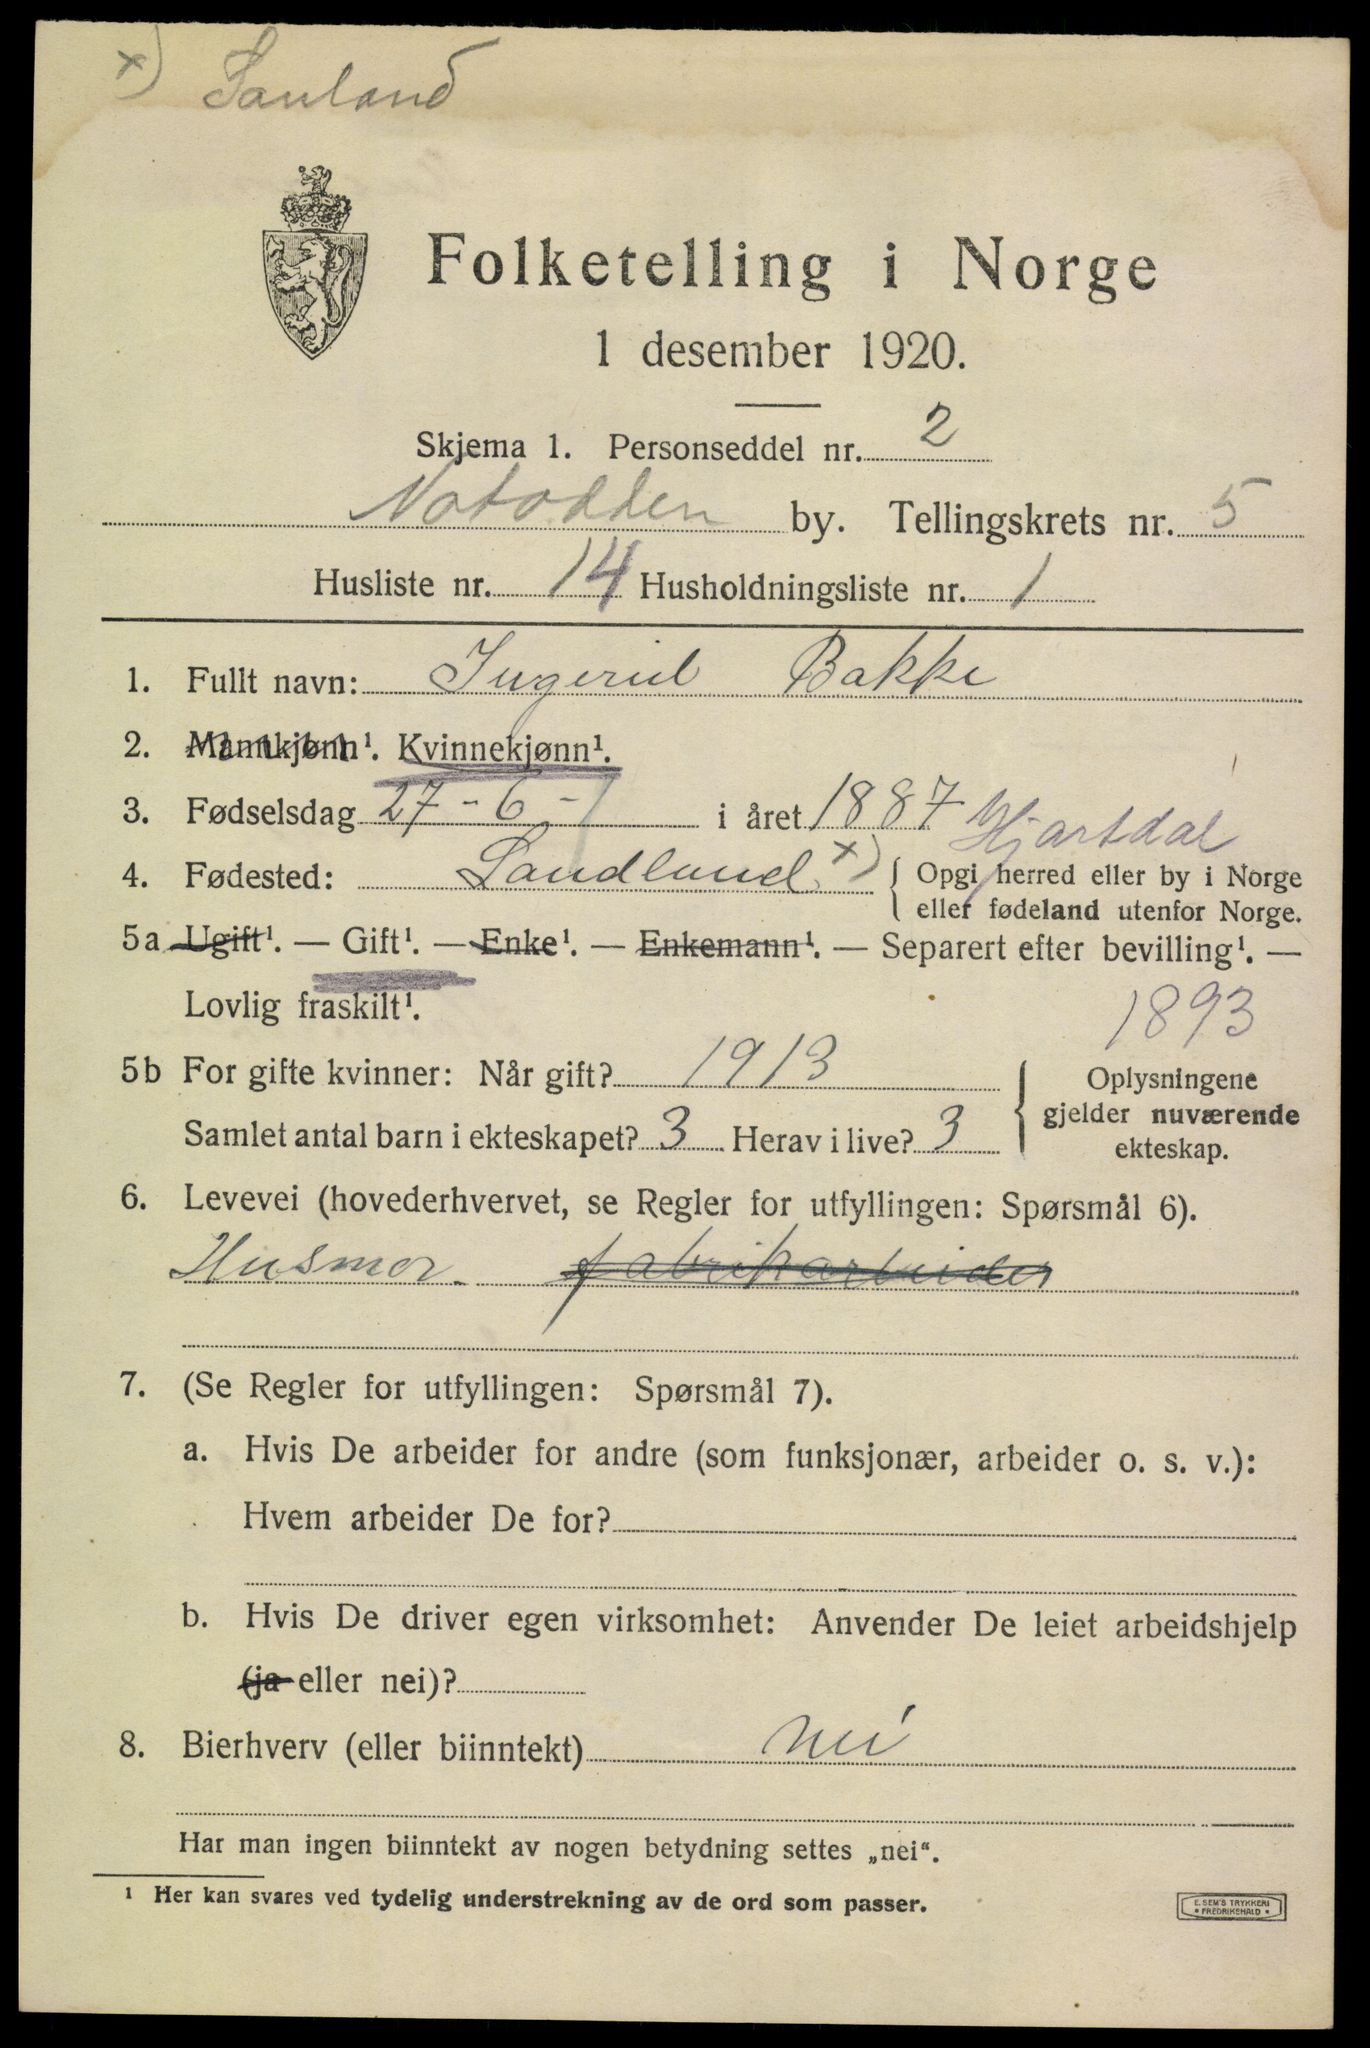 x) Sauland
Folketelling i Norge
1 desember 1920.
Skjema 1. Personseddel nr. 2
Notodden by. Tellingskrets nr. 5
Husliste nr. 14 Husholdningsliste nr. 1
1. Fullt navn: Ingerid Bakke
2. Mannkjønn¹. Kvinnekjønn¹.
3. Fødselsdag 27-6- i året 1887 Hjartdal
4. Fødested: Landlund x) { Opgi herred eller by i Norge
eller fødeland utenfor Norge.
5a Ugift¹. — Gift¹. — Enke¹. — Enkemann¹. — Separert efter bevilling¹. —
Lovlig fraskilt¹.
1893
5b For gifte kvinner: Når gift? 1913
Samlet antal barn i ekteskapet? 3 Herav i live? 3
Oplysningene
gjelder nuværende
ekteskap.
6. Levevei (hovederhvervet, se Regler for utfyllingen: Spørsmål 6).
Husmor. fabrikarbeider
7. (Se Regler for utfyllingen: Spørsmål 7).
a. Hvis De arbeider for andre (som funksjonær, arbeider o. s. v.):
Hvem arbeider De for?
b. Hvis De driver egen virksomhet: Anvender De leiet arbeidshjelp
(ja eller nei)?
8. Bierhverv (eller biinntekt) nei
Har man ingen biinntekt av nogen betydning settes „nei“.
¹ Her kan svares ved tydelig understrekning av de ord som passer.
E. SEM'S TRYKKERI
* FREDRIKSHALD *